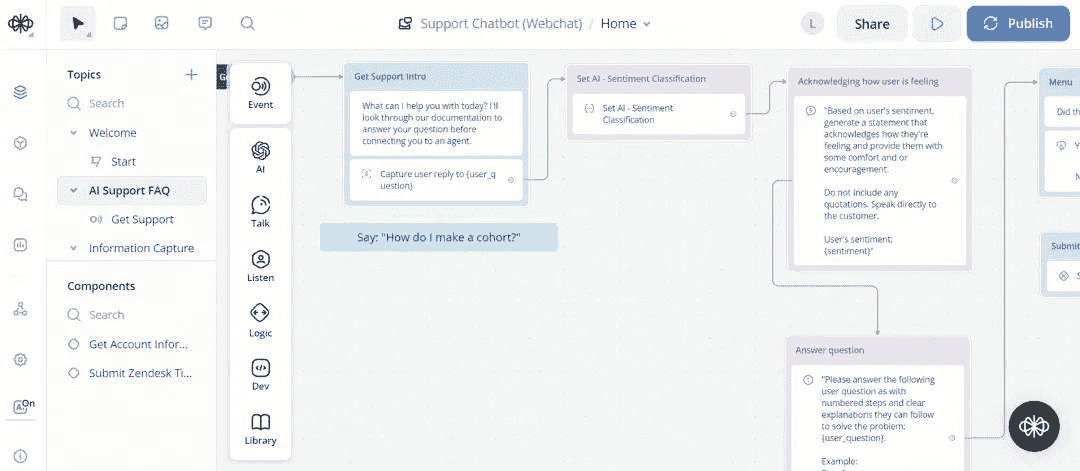 Support Chatbot (Webchat) / Home
L
Share
Publish
Topics
Search
Welcome
Start
AI Support FAQ
Get Support
Information Capture
Components
Search
Get Account Infor...
Submit Zendesk Ti...
On
Event
AI
Talk
Listen
Logic
Dev
Library
Get Support Intro
What can I help you with today? I'll
look through our documentation to
answer your question before
connecting you to an agent.
Capture user reply to {user_q
uestion}
Say: "How do I make a cohort?"
Set AI - Sentiment Classification
Set AI - Sentiment
Classification
Acknowledging how user is feeling
"Based on user's sentiment,
generate a statement that
acknowledges how they're
feeling and provide them with
some comfort and or
encouragement.
Do not include any
quotations. Speak directly to
the customer.
User's sentiment:
{sentiment}"
Answer question
"Please answer the following
user question as with
numbered steps and clear
explanations they can follow
to solve the problem:
{user_question}.
Example:
Menu
Did th
Submit